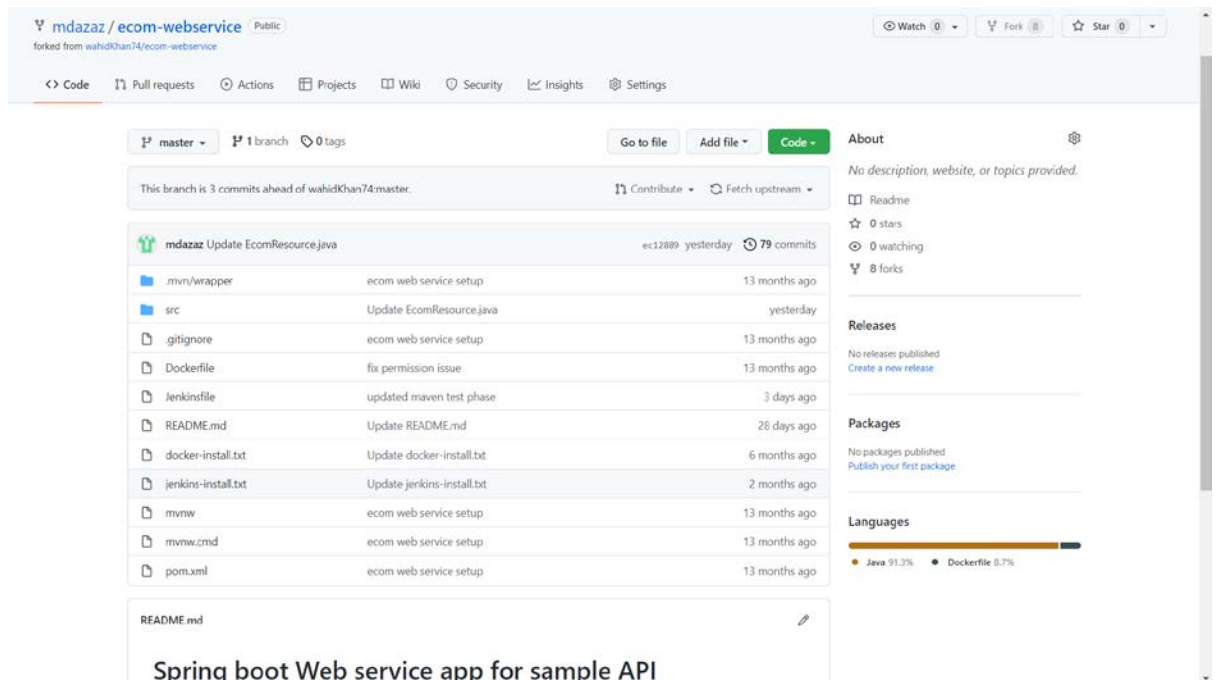 mdazaz / ecom-webservice Public
forked from wahidKhan74/ecom-webservice
Watch 0
Fork 8
Star 0
<> Code
Pull requests
Actions
Projects
Wiki
Security
Insights
Settings
master
1 branch
0 tags
Go to file
Add file
Code
This branch is 3 commits ahead of wahidKhan74:master.
Contribute
Fetch upstream
mdazaz Update EcomResource.java
ec12889 yesterday
79 commits
.mvn/wrapper ecom web service setup 13 months ago
src Update EcomResource.java yesterday
.gitignore ecom web service setup 13 months ago
Dockerfile fix permission issue 13 months ago
Jenkinsfile updated maven test phase 3 days ago
README.md Update README.md 28 days ago
docker-install.txt Update docker-install.txt 6 months ago
jenkins-install.txt Update jenkins-install.txt 2 months ago
mvnw ecom web service setup 13 months ago
mvnw.cmd ecom web service setup 13 months ago
pom.xml ecom web service setup 13 months ago
README.md
Spring boot Web service app for sample API
About
No description, website, or topics provided.
Readme
0 stars
0 watching
8 forks
Releases
No releases published
Create a new release
Packages
No packages published
Publish your first package
Languages
Java 91.3% Dockerfile 8.7%